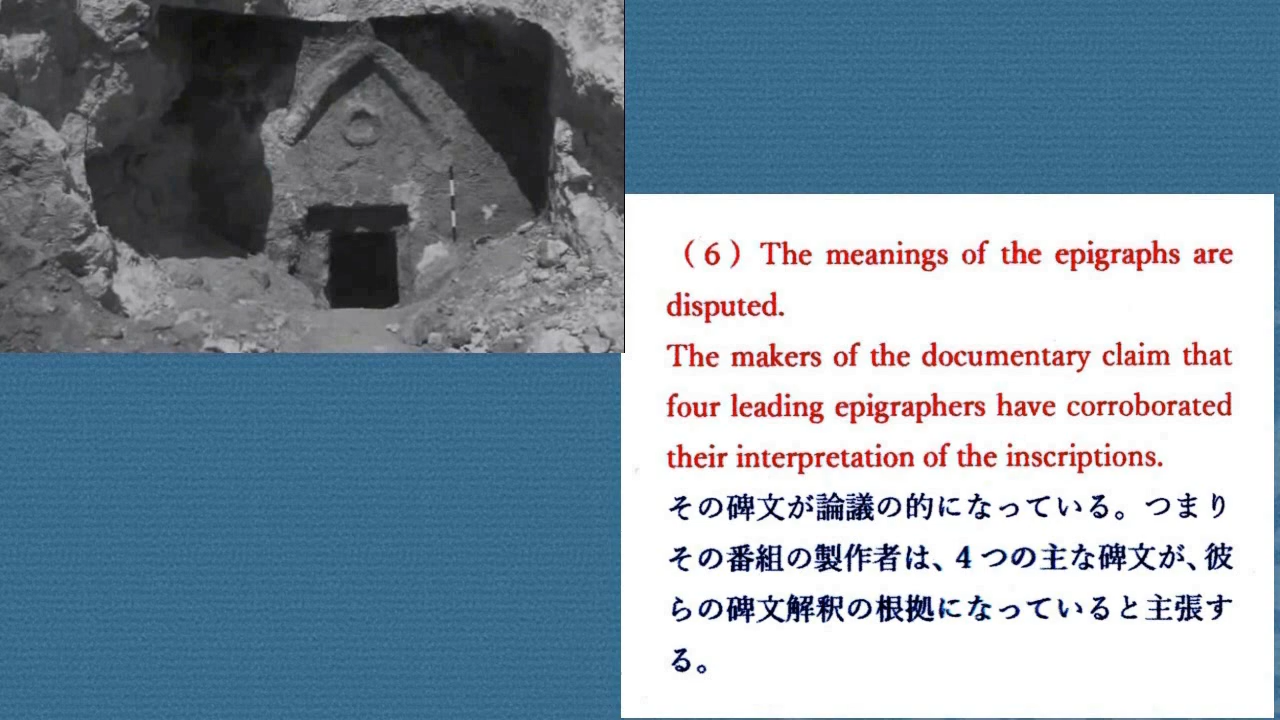 （６）The meanings of the epigraphs are
disputed.
The makers of the documentary claim that
four leading epigraphers have corroborated
their interpretation of the inscriptions.
その碑文が論議の的になっている。つまり
その番組の製作者は、4つの主な碑文が、彼
らの碑文解釈の根拠になっていると主張す
る。